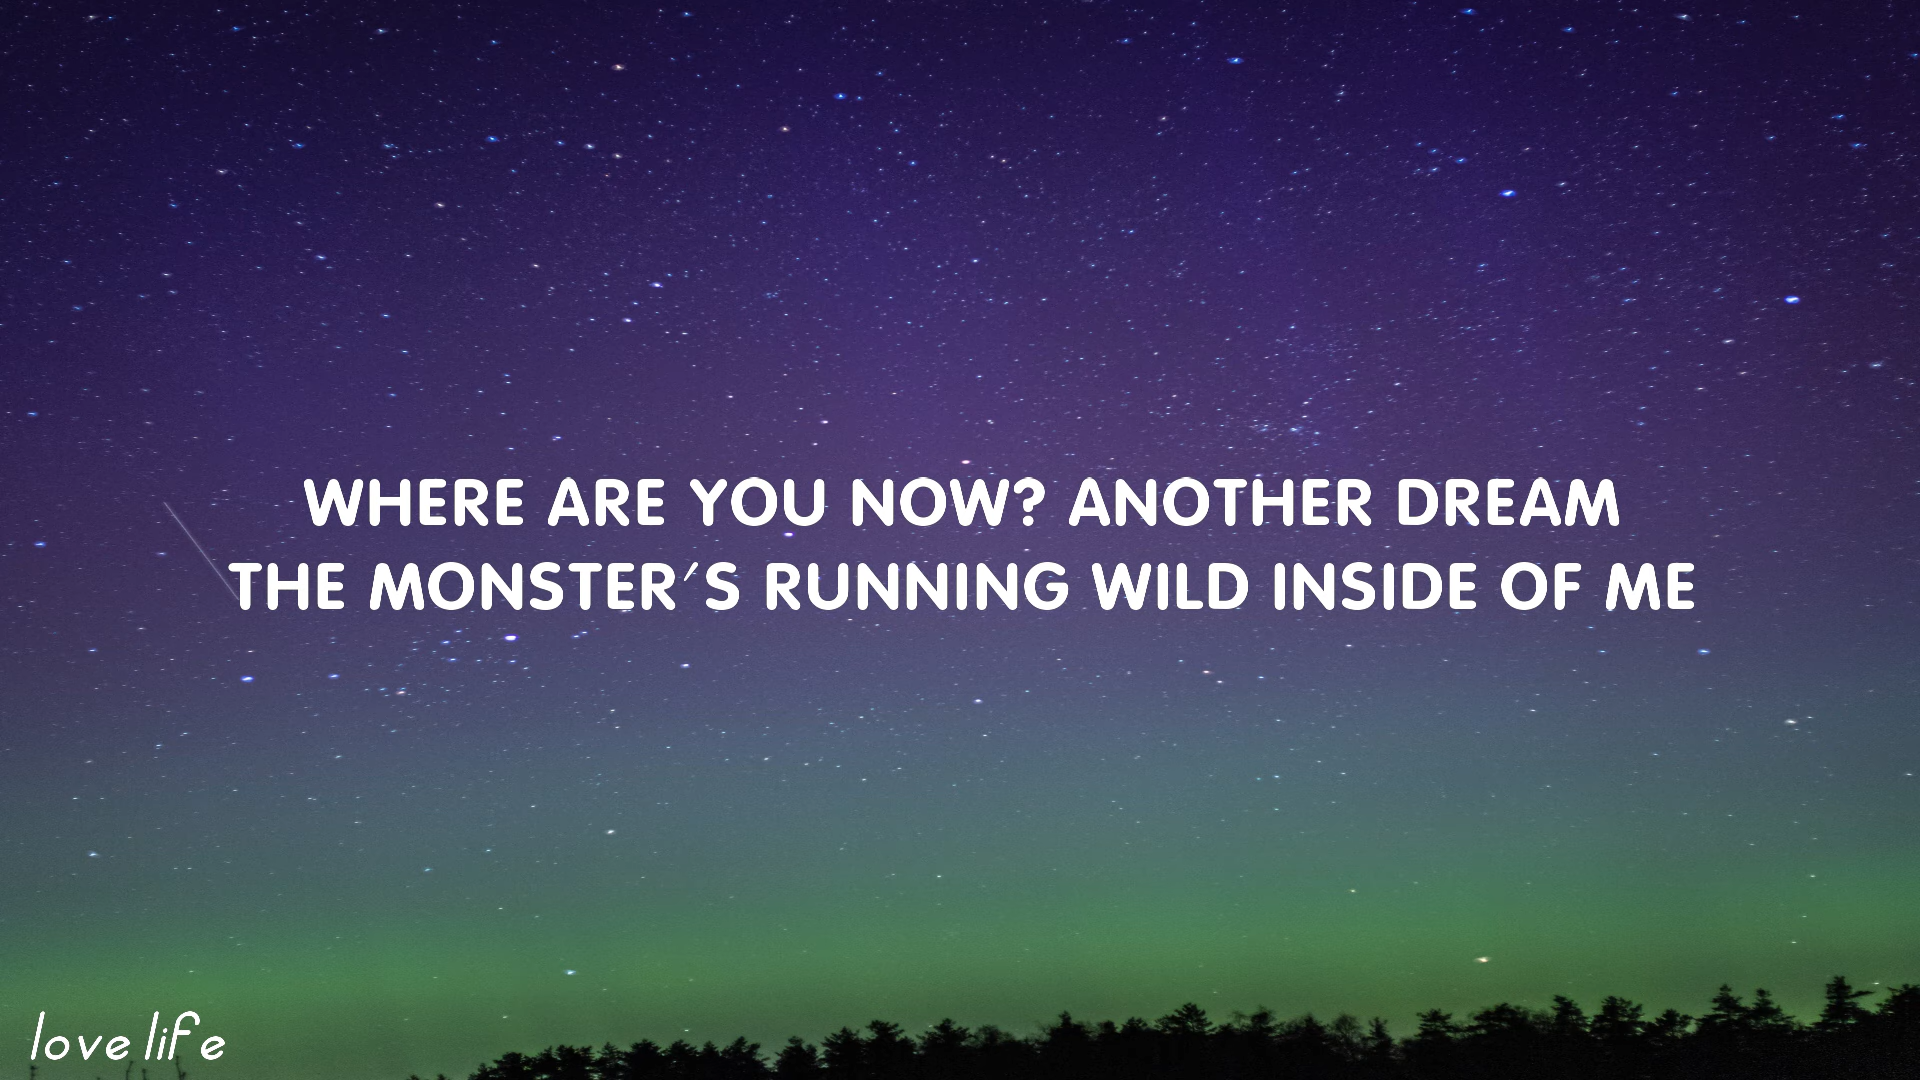 WHERE ARE YOU NOW? ANOTHER DREAM
THE MONSTER'S RUNNING WILD INSIDE OF ME
love life